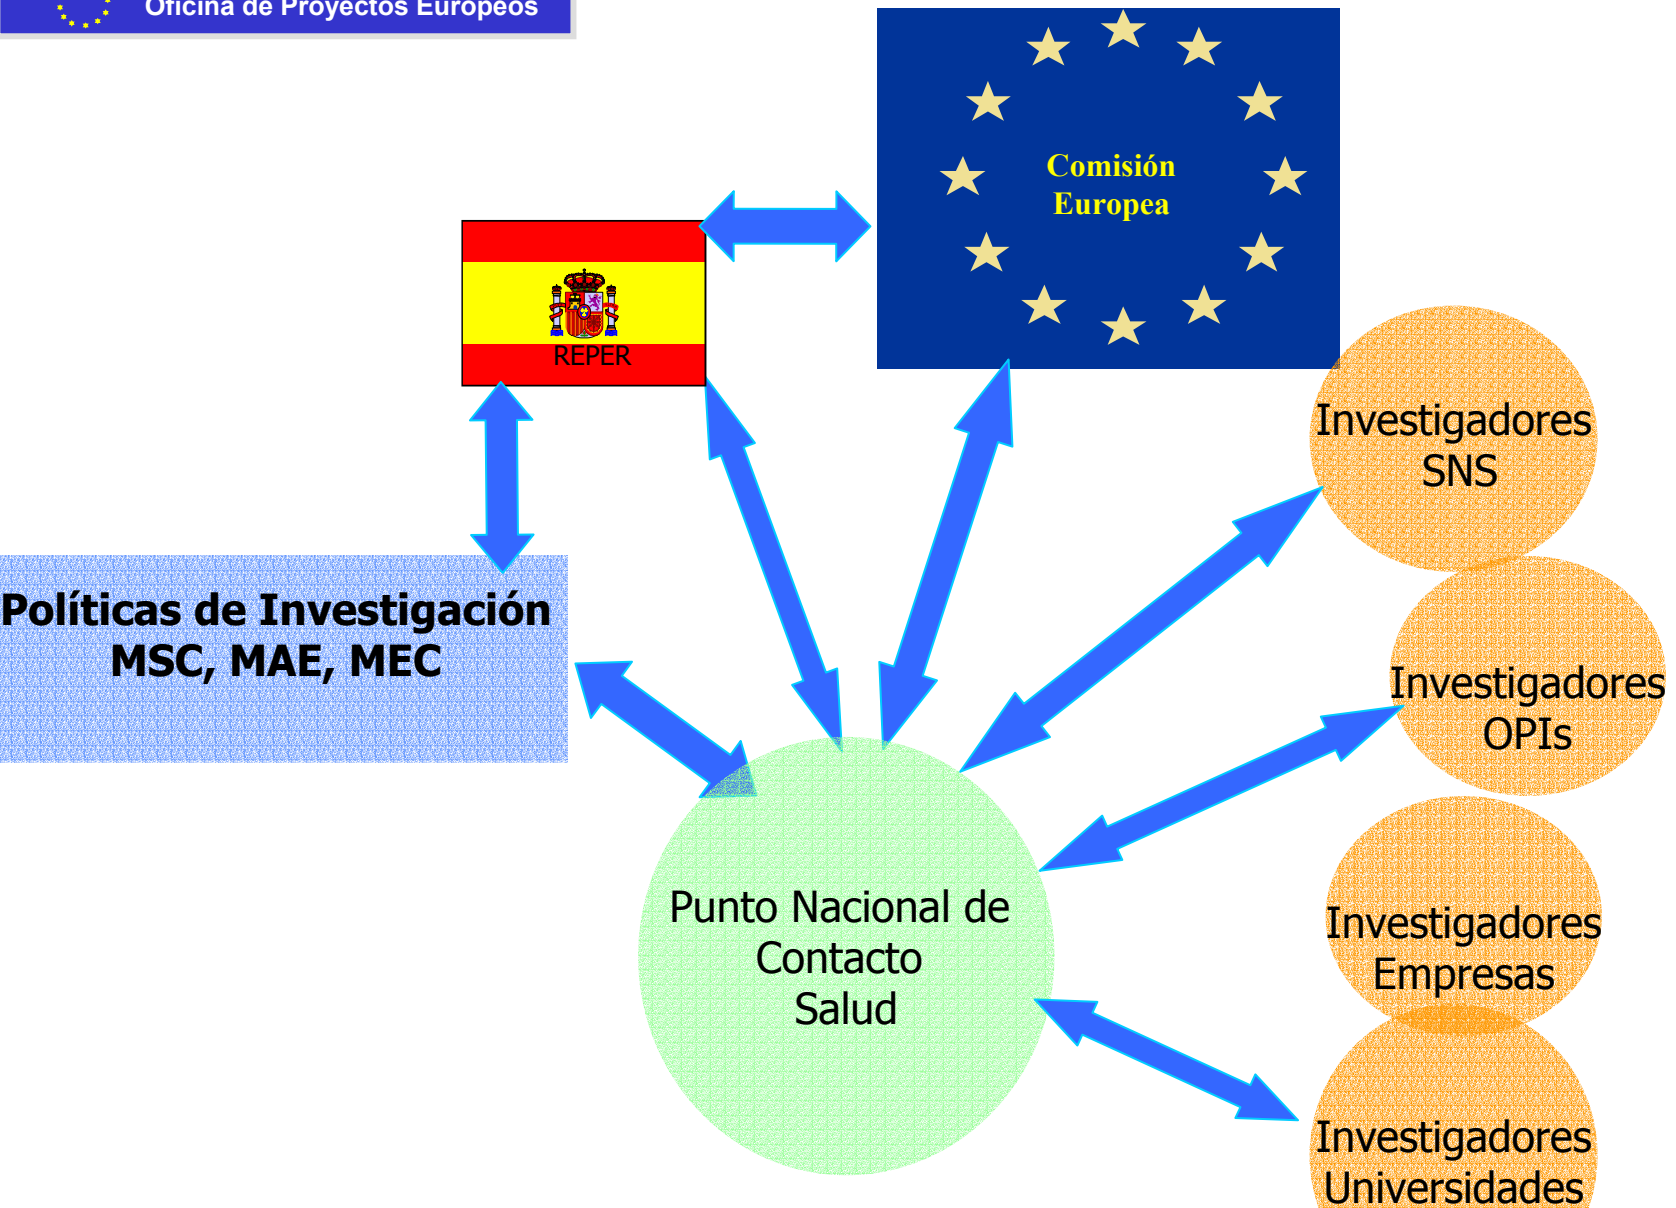 Oficina de Proyectos Europeos
Comisión
Europea
REPER
Investigadores
SNS
Políticas de Investigación
MSC, MAE, MEC
Investigadores
OPIs
Punto Nacional de
Contacto
Salud
Investigadores
Empresas
Investigadores
Universidades